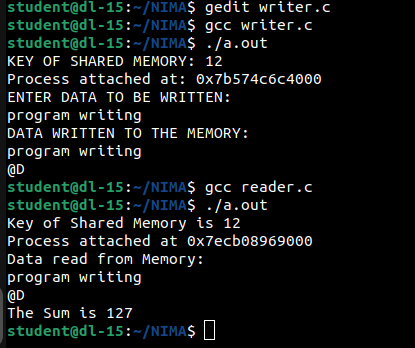 student@dl-15:~/NIMA$ gedit writer.c
student@dl-15:~/NIMA$ gcc writer.c
student@dl-15:~/NIMA$ ./a.out
KEY OF SHARED MEMORY: 12
Process attached at: 0x7b574c6c4000
ENTER DATA TO BE WRITTEN:
program writing
DATA WRITTEN TO THE MEMORY:
program writing
@D
student@dl-15:~/NIMA$ gcc reader.c
student@dl-15:~/NIMA$ ./a.out
Key of Shared Memory is 12
Process attached at 0x7ecb08969000
Data read from Memory:
program writing
@D
The Sum is 127
student@dl-15:~/NIMA$